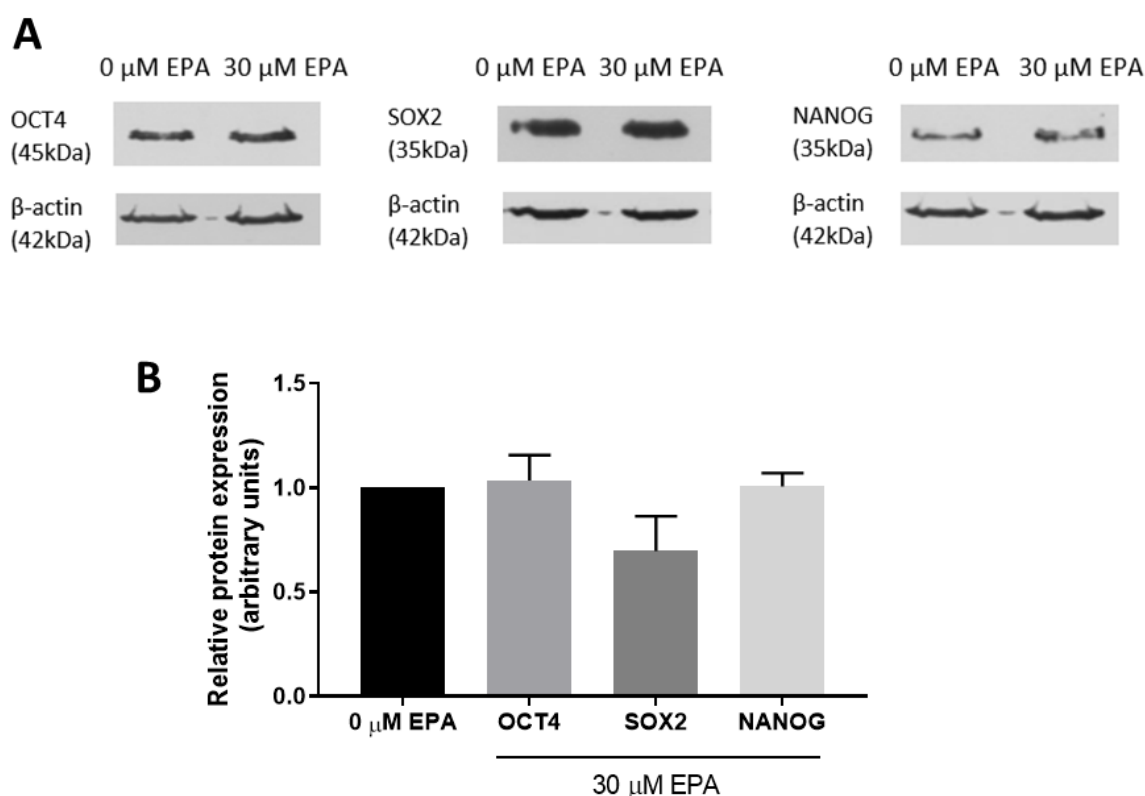 A
0 µM EPA 30 µM EPA
OCT4
(45kDa)
β-actin
(42kDa)
0 µM EPA 30 µM EPA
SOX2
(35kDa)
β-actin
(42kDa)
0 µM EPA 30 µM EPA
NANOG
(35kDa)
β-actin
(42kDa)
B
Relative protein expression
(arbitrary units)
1.5
1.0
0.5
0.0
0 µM EPA OCT4 SOX2 NANOG
30 µM EPA